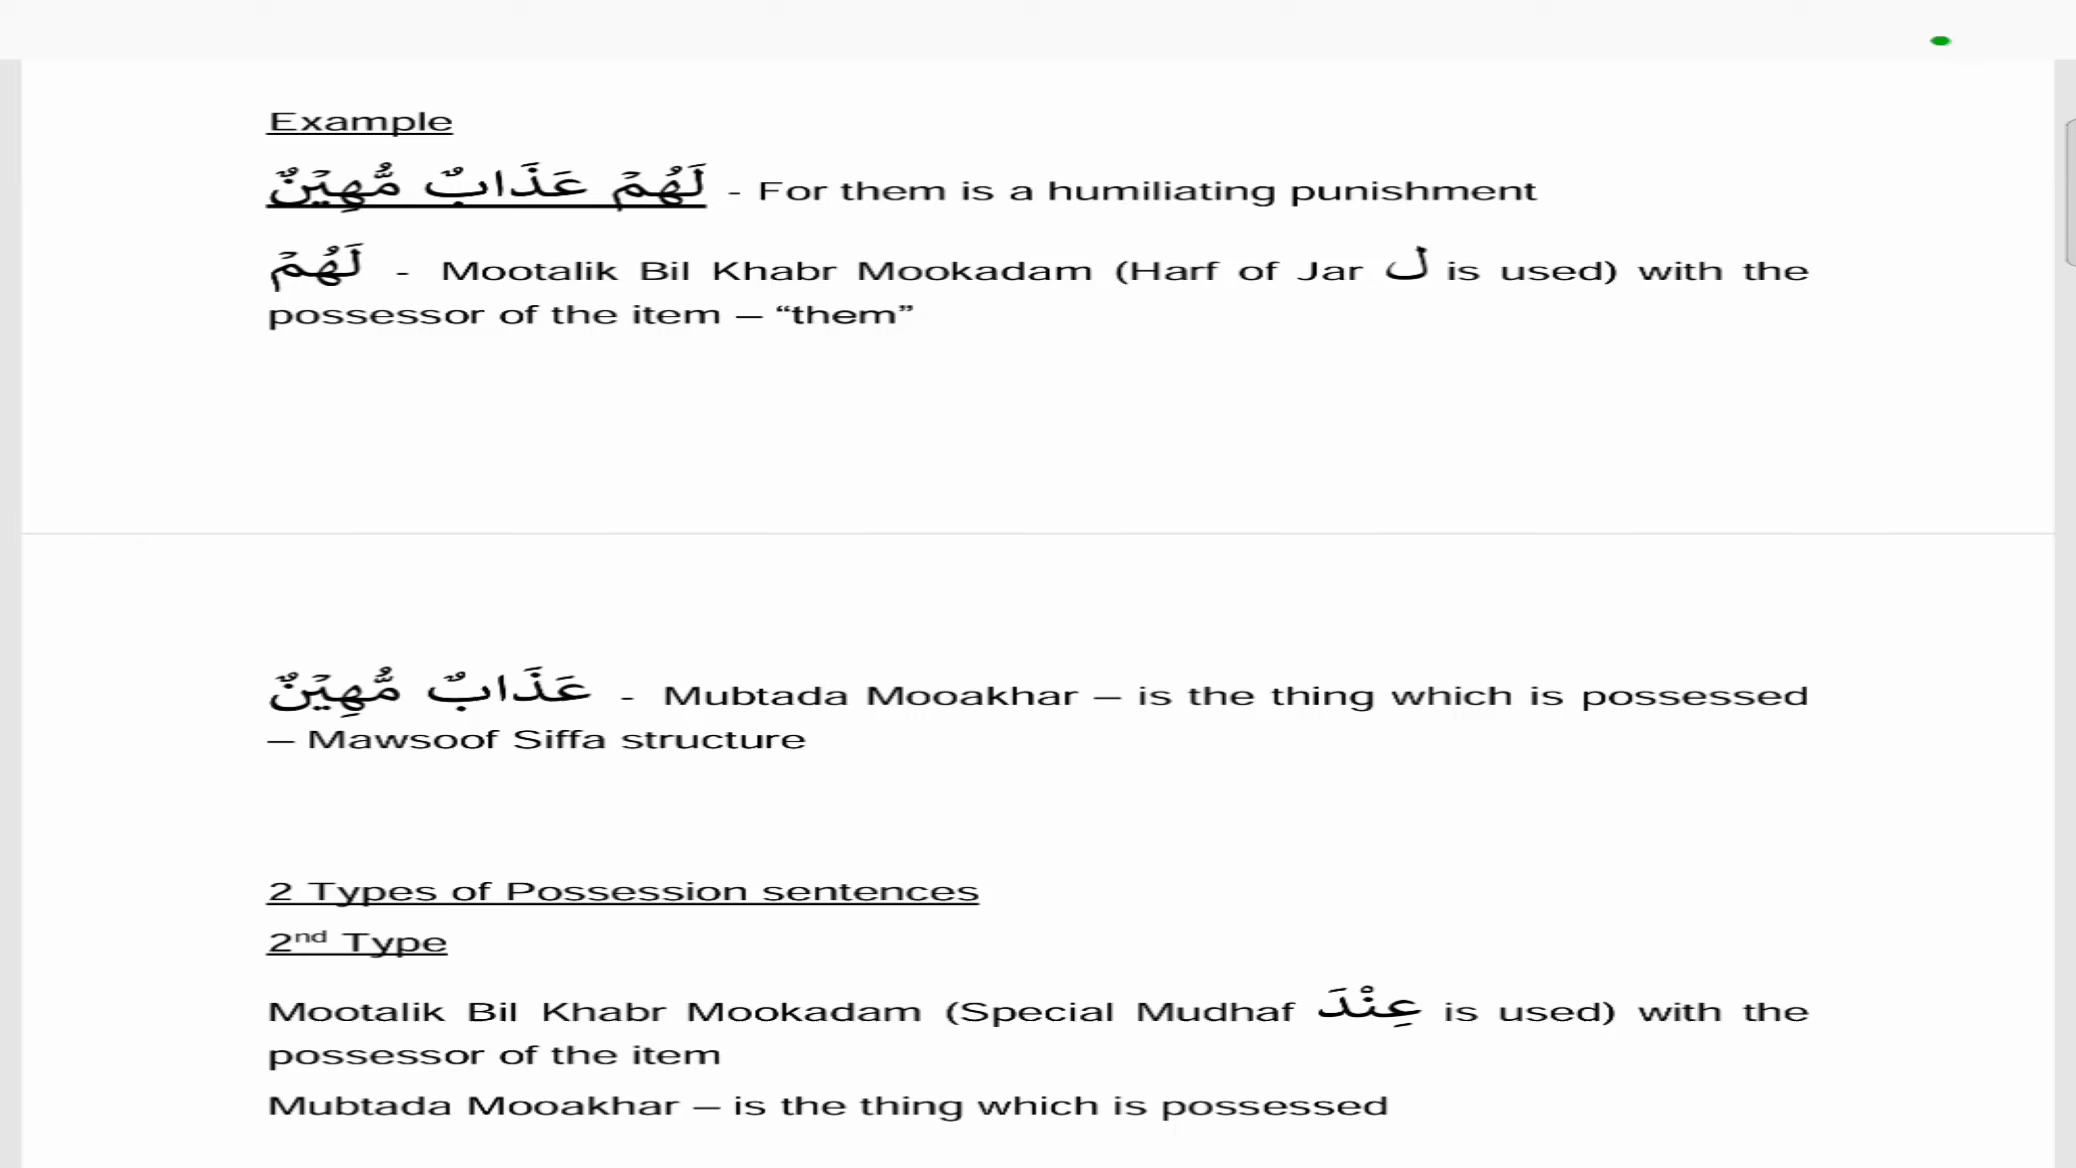 Example
لَهُمْ عَذَابٌ مُّهِيْنٌ - For them is a humiliating punishment
لَهُمْ - Mootalik Bil Khabr Mookadam (Harf of Jar ل is used) with the
possessor of the item – “them”
عَذَابٌ مُّهِيْنٌ - Mubtada Mooakhar – is the thing which is possessed
– Mawsoof Siffa structure
2 Types of Possession sentences
2nd Type
Mootalik Bil Khabr Mookadam (Special Mudhaf عِنْدَ is used) with the
possessor of the item
Mubtada Mooakhar – is the thing which is possessed